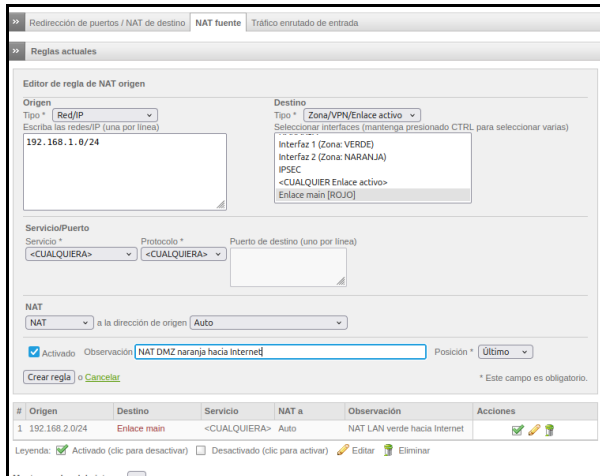 » Redirección de puertos / NAT de destino NAT fuente Tráfico enrutado de entrada
» Reglas actuales
Editor de regla de NAT origen
Origen Destino
Tipo * Red/IP Tipo * Zona/VPN/Enlace activo
Escriba las redes/IP (una por línea) Seleccionar interfaces (mantenga presionado CTRL para seleccionar varias)
192.168.1.0/24
Interfaz 1 (Zona: VERDE)
Interfaz 2 (Zona: NARANJA)
IPSEC
<CUALQUIER Enlace activo>
Enlace main [ROJO]
Servicio/Puerto
Servicio * Protocolo * Puerto de destino (uno por línea)
<CUALQUIERA> <CUALQUIERA>
NAT
NAT a la dirección de origen Auto
Activado Observación NAT DMZ naranja hacia Internet Posición * Último
Crear regla o Cancelar * Este campo es obligatorio.
# Origen Destino Servicio NAT a Observación Acciones
1 192.168.2.0/24 Enlace main <CUALQUIERA> Auto NAT LAN verde hacia Internet
Leyenda: Activado (clic para desactivar) Desactivado (clic para activar) Editar Eliminar